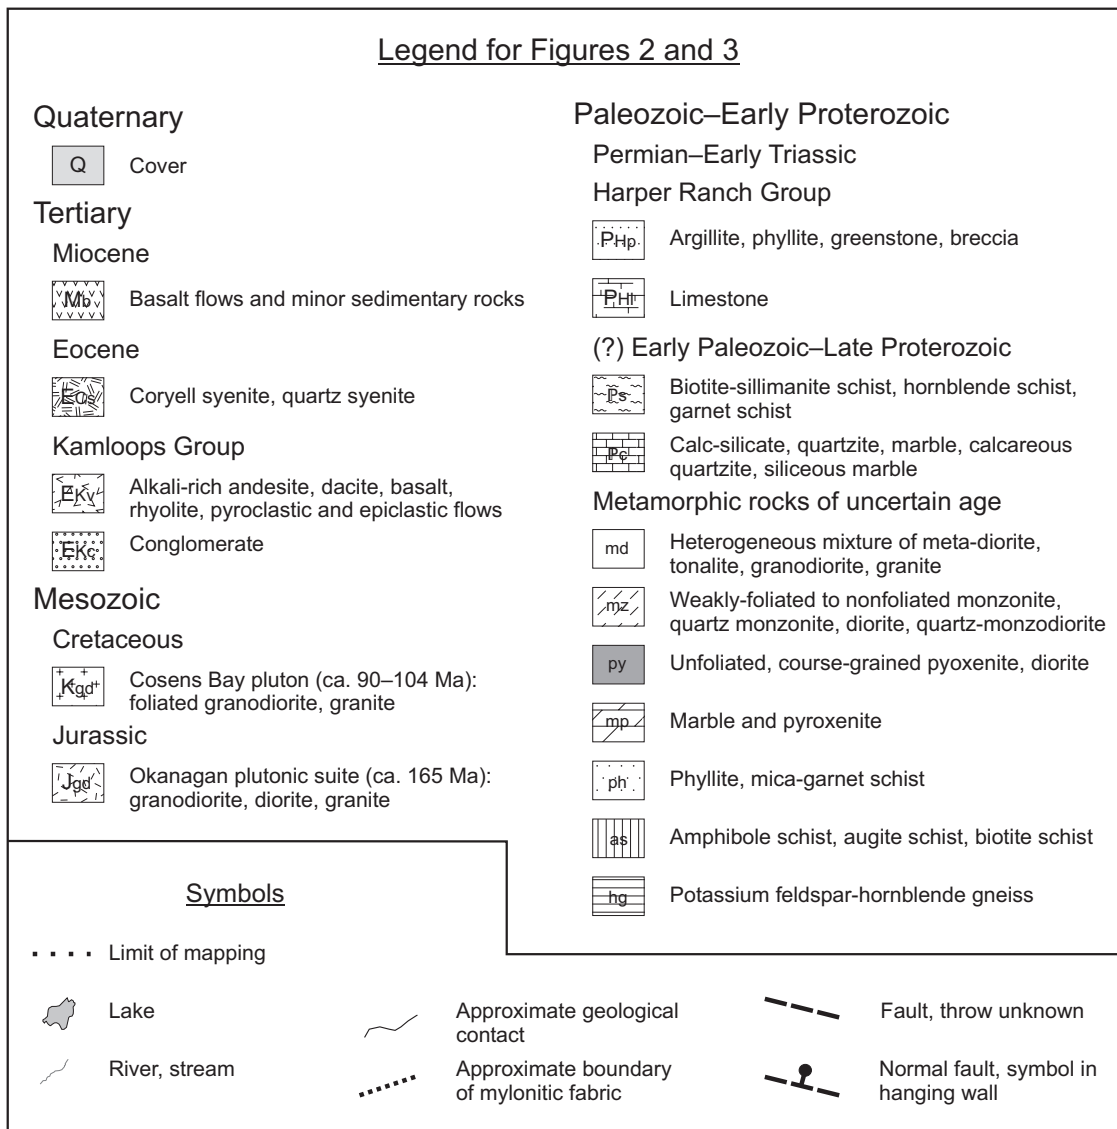 Legend for Figures 2 and 3
Quaternary
Q
Cover
Tertiary
Miocene
Mb
Basalt flows and minor sedimentary rocks
Eocene
Ecs
Coryell syenite, quartz syenite
Kamloops Group
EKv
Alkali-rich andesite, dacite, basalt,
rhyolite, pyroclastic and epiclastic flows
EKc
Conglomerate
Mesozoic
Cretaceous
Kgd
Cosens Bay pluton (ca. 90–104 Ma):
foliated granodiorite, granite
Jurassic
Jgd
Okanagan plutonic suite (ca. 165 Ma):
granodiorite, diorite, granite
Paleozoic–Early Proterozoic
Permian–Early Triassic
Harper Ranch Group
PHp
Argillite, phyllite, greenstone, breccia
PHl
Limestone
(?) Early Paleozoic–Late Proterozoic
Ps
Biotite-sillimanite schist, hornblende schist,
garnet schist
Pc
Calc-silicate, quartzite, marble, calcareous
quartzite, siliceous marble
Metamorphic rocks of uncertain age
md
Heterogeneous mixture of meta-diorite,
tonalite, granodiorite, granite
mz
Weakly-foliated to nonfoliated monzonite,
quartz monzonite, diorite, quartz-monzodiorite
py
Unfoliated, course-grained pyoxenite, diorite
mp
Marble and pyroxenite
ph
Phyllite, mica-garnet schist
as
Amphibole schist, augite schist, biotite schist
hg
Potassium feldspar-hornblende gneiss
Symbols
Limit of mapping
Lake
River, stream
Approximate geological
contact
Approximate boundary
of mylonitic fabric
Fault, throw unknown
Normal fault, symbol in
hanging wall